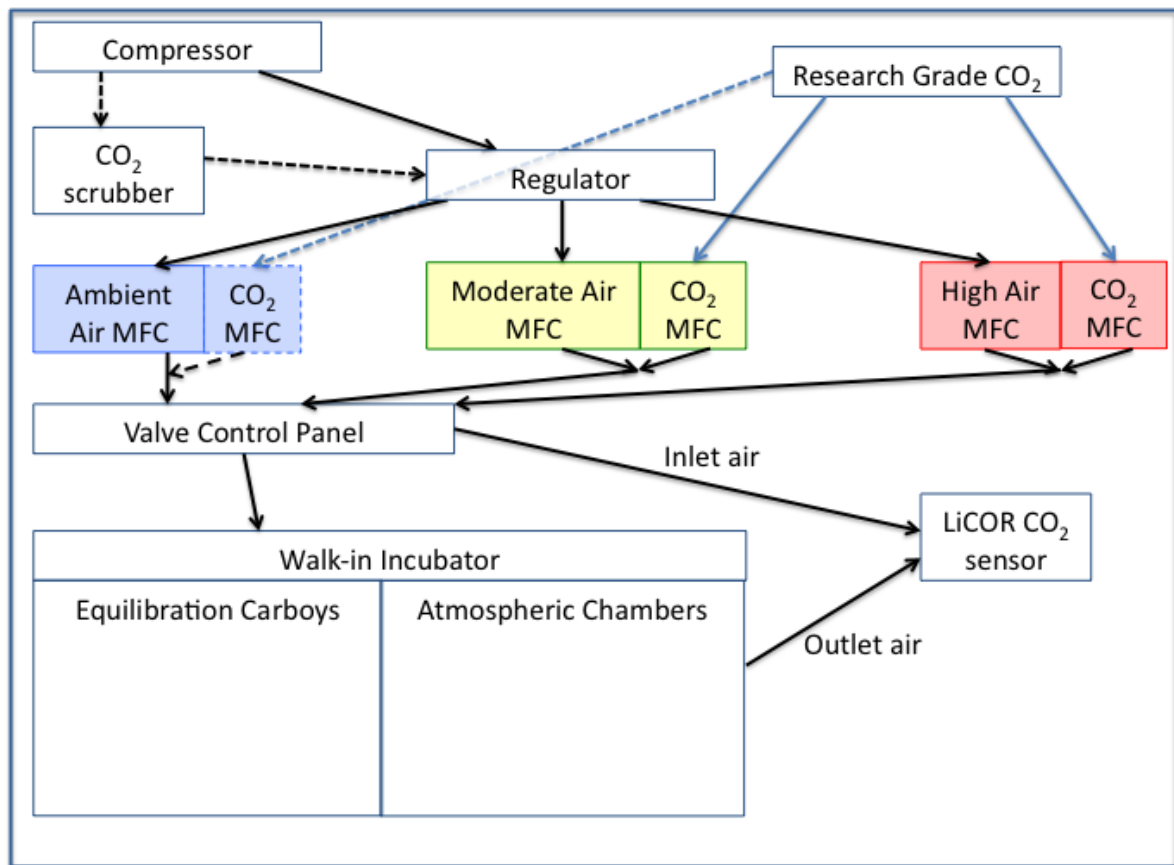 Compressor
Research Grade CO₂
CO₂
scrubber
Regulator
Ambient
Air MFC
CO₂
MFC
Moderate Air
MFC
CO₂
MFC
High Air
MFC
CO₂
MFC
Valve Control Panel
Inlet air
LiCOR CO₂
sensor
Walk-in Incubator
Equilibration Carboys
Atmospheric Chambers
Outlet air